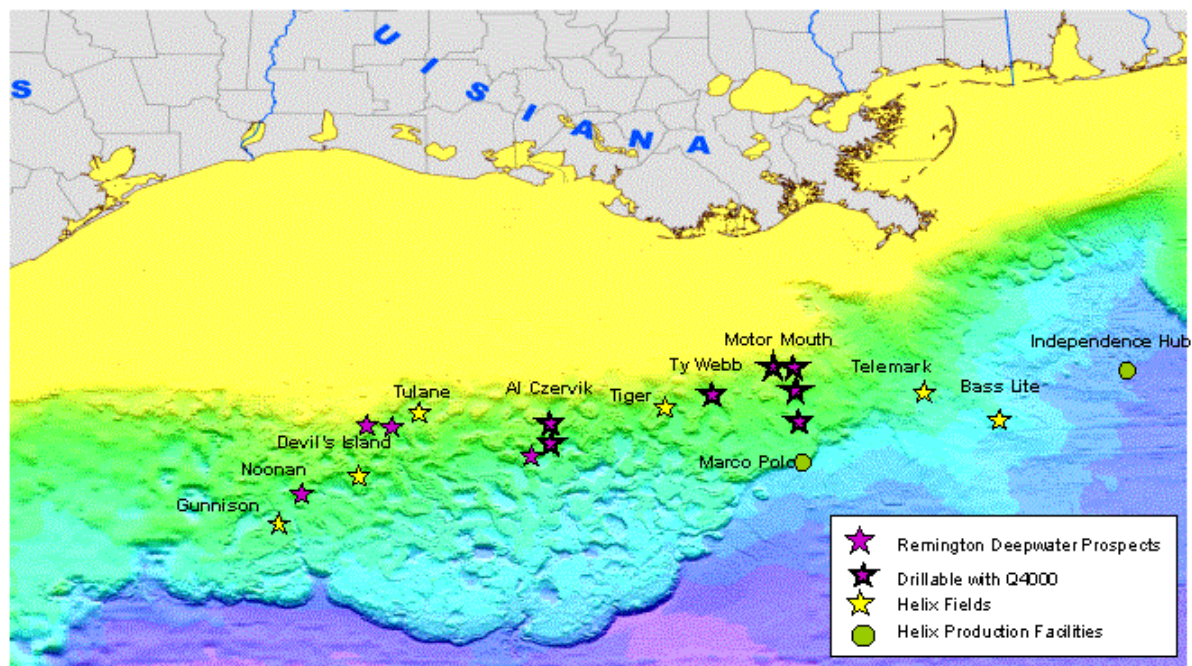 S
UISIANA
Motor Mouth
Independence Hub
Ty Webb
Telemark
Al Czervik
Bass Lite
Tulane
Tiger
Devil's Island
Marco Polo
Noonan
Gunnison
Remington Deepwater Prospects
Drillable with Q4000
Helix Fields
Helix Production Facilities